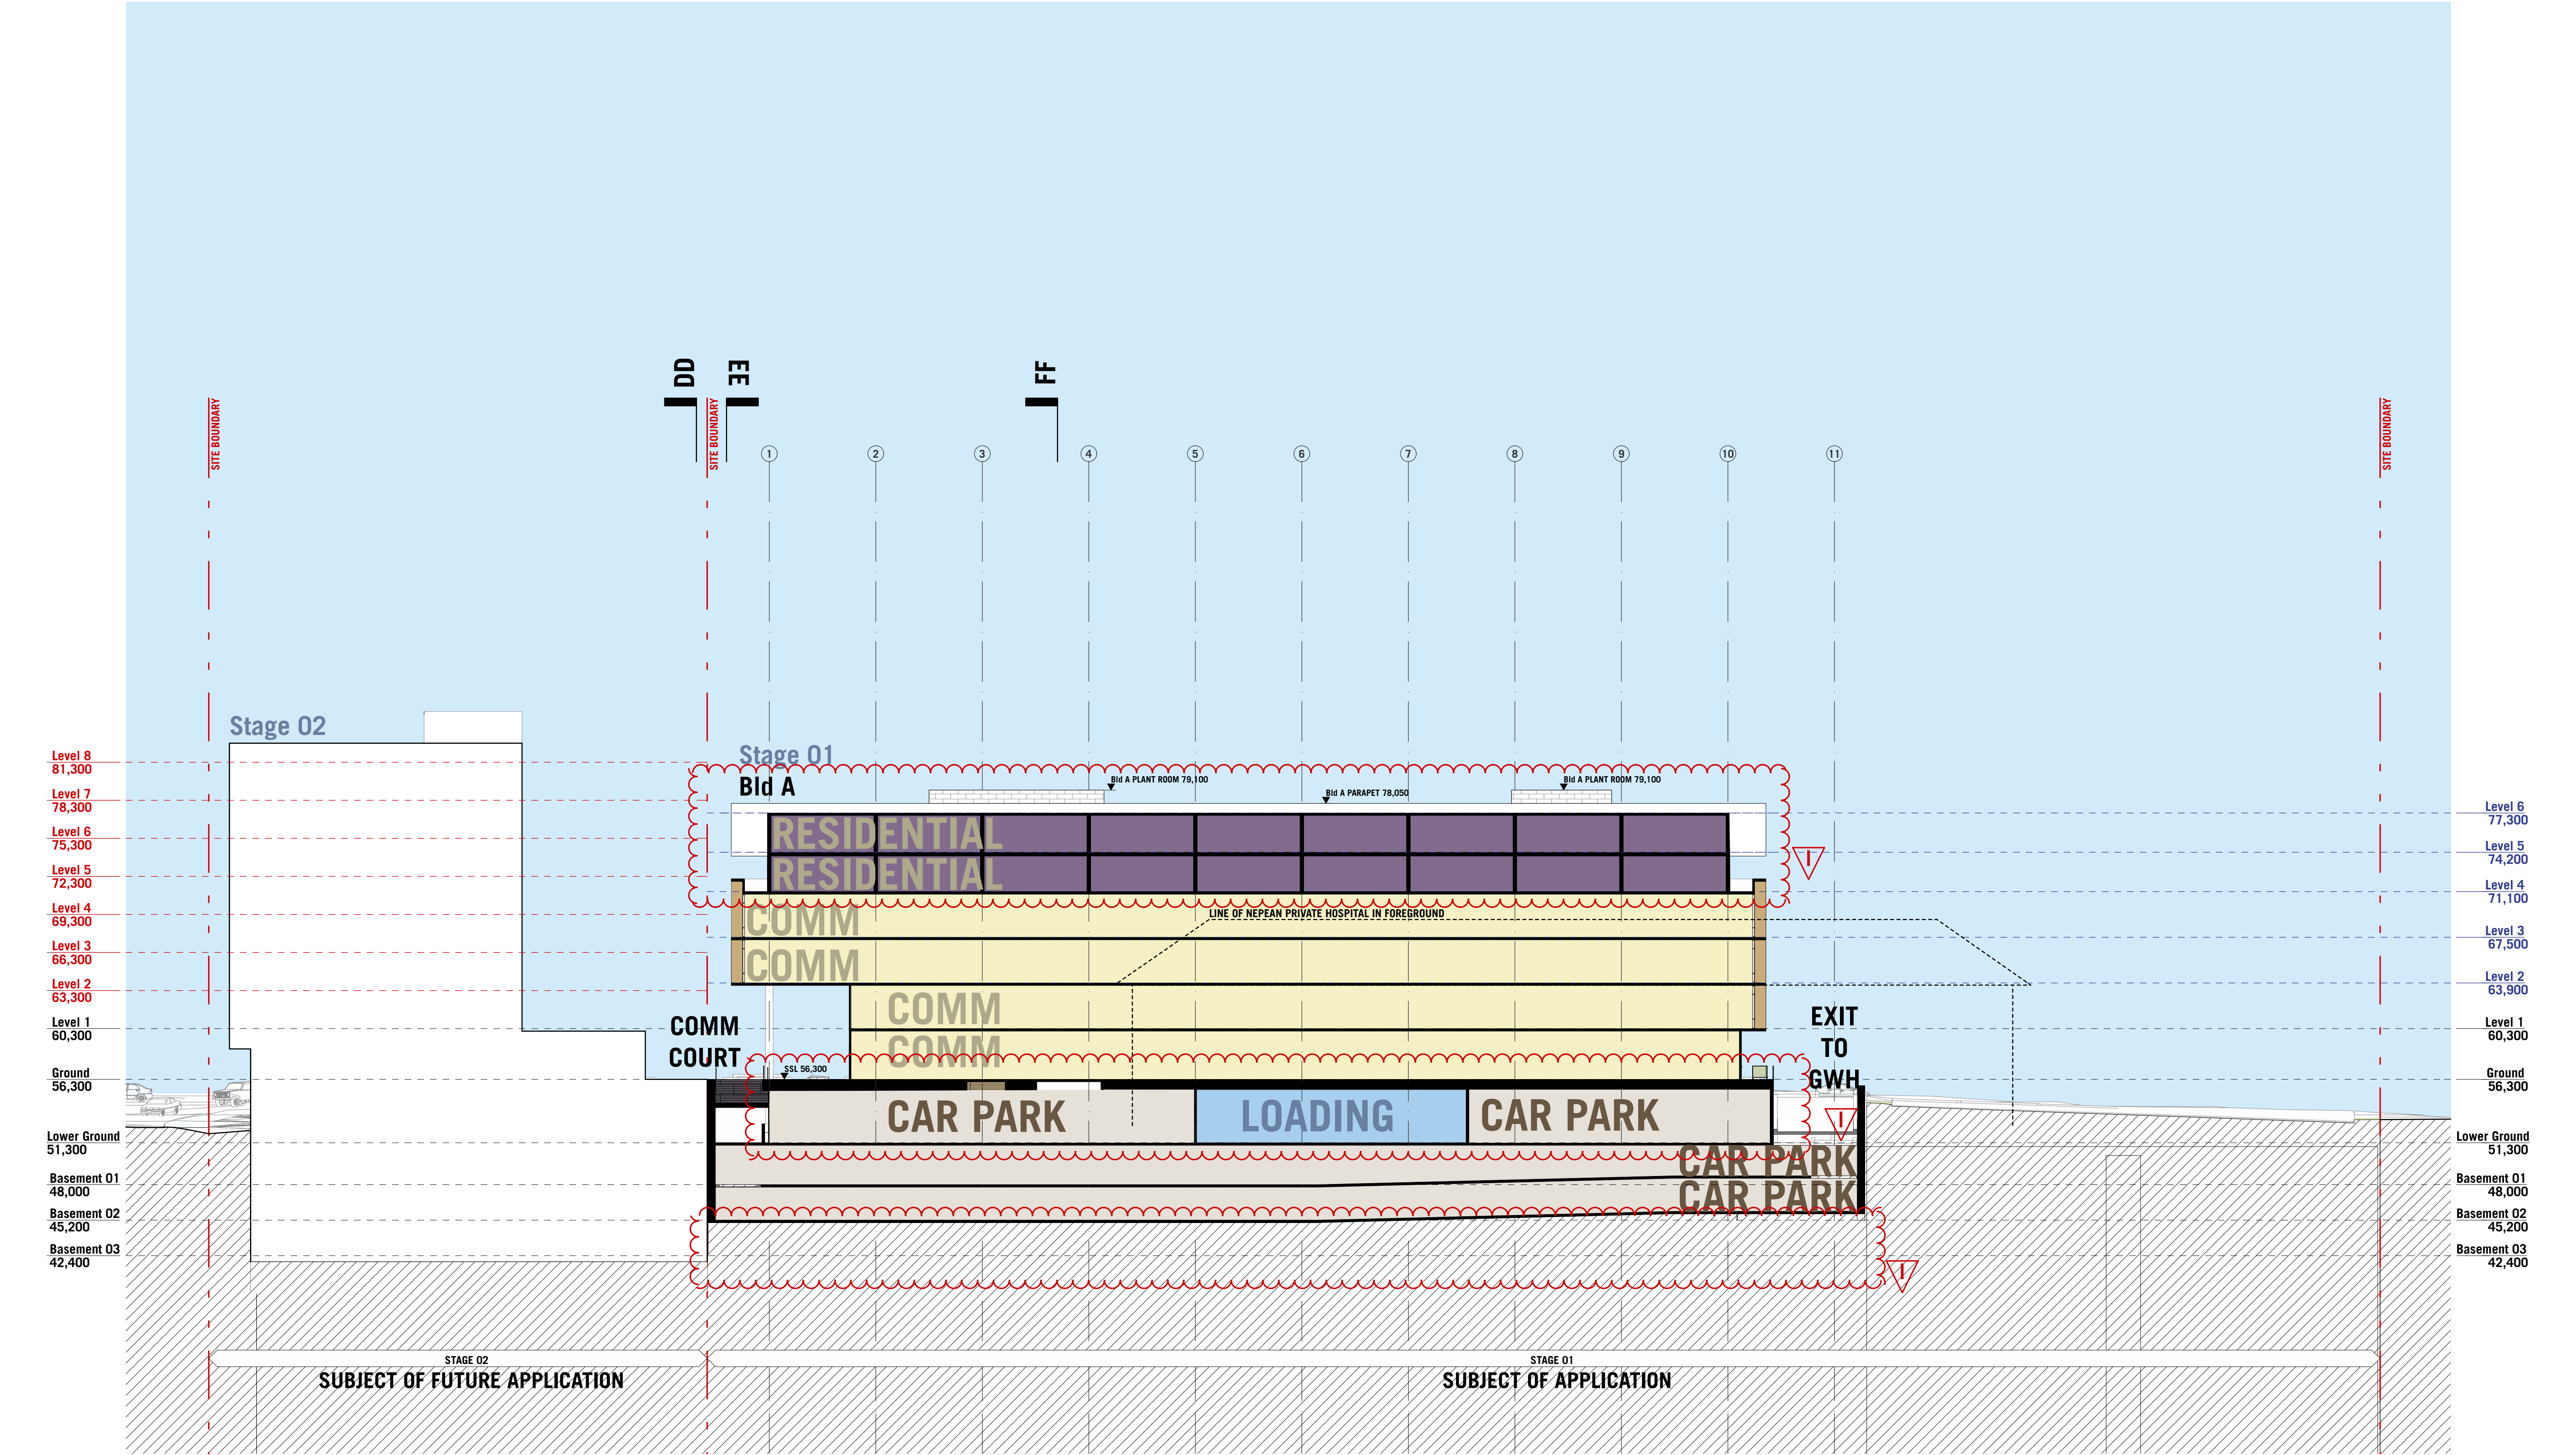 DD
EE
FF
SITE BOUNDARY
SITE BOUNDARY
SITE BOUNDARY
1
2
3
4
5
6
7
8
9
10
11
Stage 02
Stage 01
Bld A
Bld A PLANT ROOM 79,100
Bld A PARAPET 78,050
Bld A PLANT ROOM 79,100
Level 8
81,300
Level 7
78,300
Level 6
75,300
Level 5
72,300
Level 4
69,300
Level 3
66,300
Level 2
63,300
Level 1
60,300
Ground
56,300
Lower Ground
51,300
Basement 01
48,000
Basement 02
45,200
Basement 03
42,400
RESIDENTIAL
RESIDENTIAL
COMM
LINE OF NEPEAN PRIVATE HOSPITAL IN FOREGROUND
COMM
COMM
COMM
COMM
COURT
SSL 56,300
EXIT
TO
GWH
CAR PARK
LOADING
CAR PARK
CAR PARK
CAR PARK
I
I
I
Level 6
77,300
Level 5
74,200
Level 4
71,100
Level 3
67,500
Level 2
63,900
Level 1
60,300
Ground
56,300
Lower Ground
51,300
Basement 01
48,000
Basement 02
45,200
Basement 03
42,400
STAGE 02
SUBJECT OF FUTURE APPLICATION
STAGE 01
SUBJECT OF APPLICATION